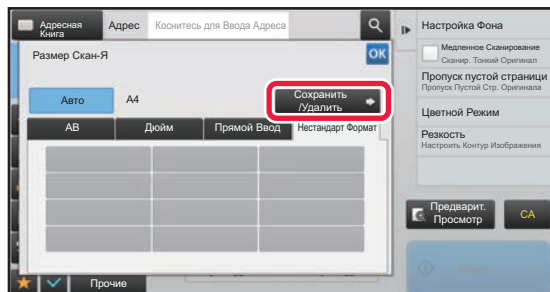 Адресная
Книга
Адрес
Коснитесь для Ввода Адреса
Размер Скан-Я
OK
Авто
A4
Сохранить
/Удалить
AB
Дюйм
Прямой Ввод
Нестандарт Формат
Прочие
Настройка Фона
Медленное Сканирование
Сканир. Тонкий Оригинал
Пропуск пустой страници
Пропуск Пустой Стр. Оригинала
Цветной Режим
Резкость
Настроить Контур Изображения
Предварит.
Просмотр
CA
Старт